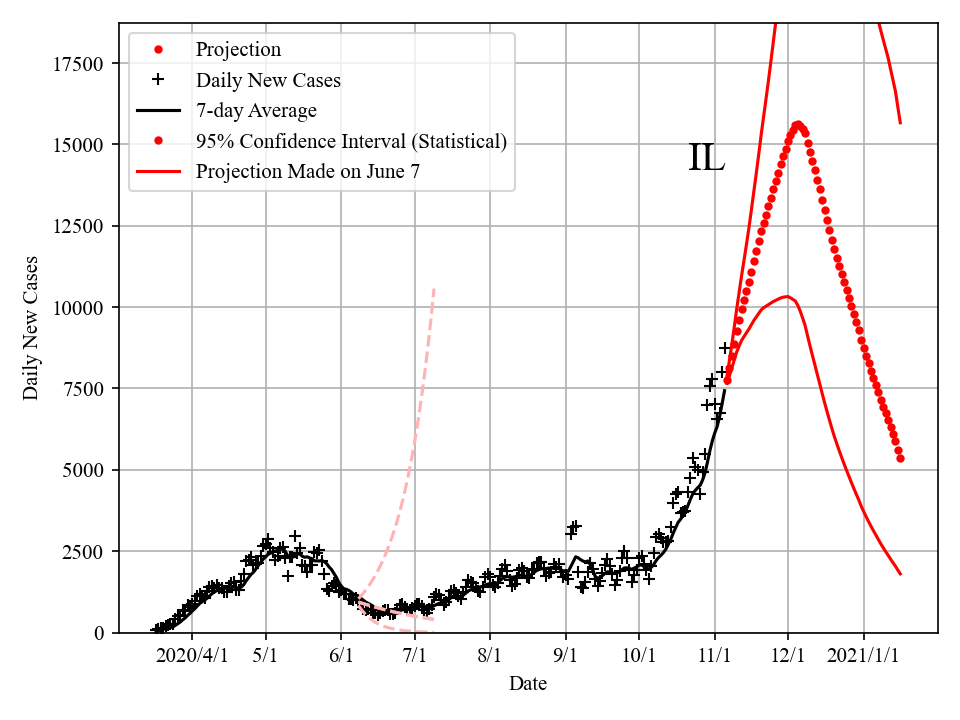 Projection
Daily New Cases
7-day Average
95% Confidence Interval (Statistical)
Projection Made on June 7
IL
17500
15000
12500
10000
7500
5000
2500
0
Daily New Cases
2020/4/1 5/1 6/1 7/1 8/1 9/1 10/1 11/1 12/1 2021/1/1
Date